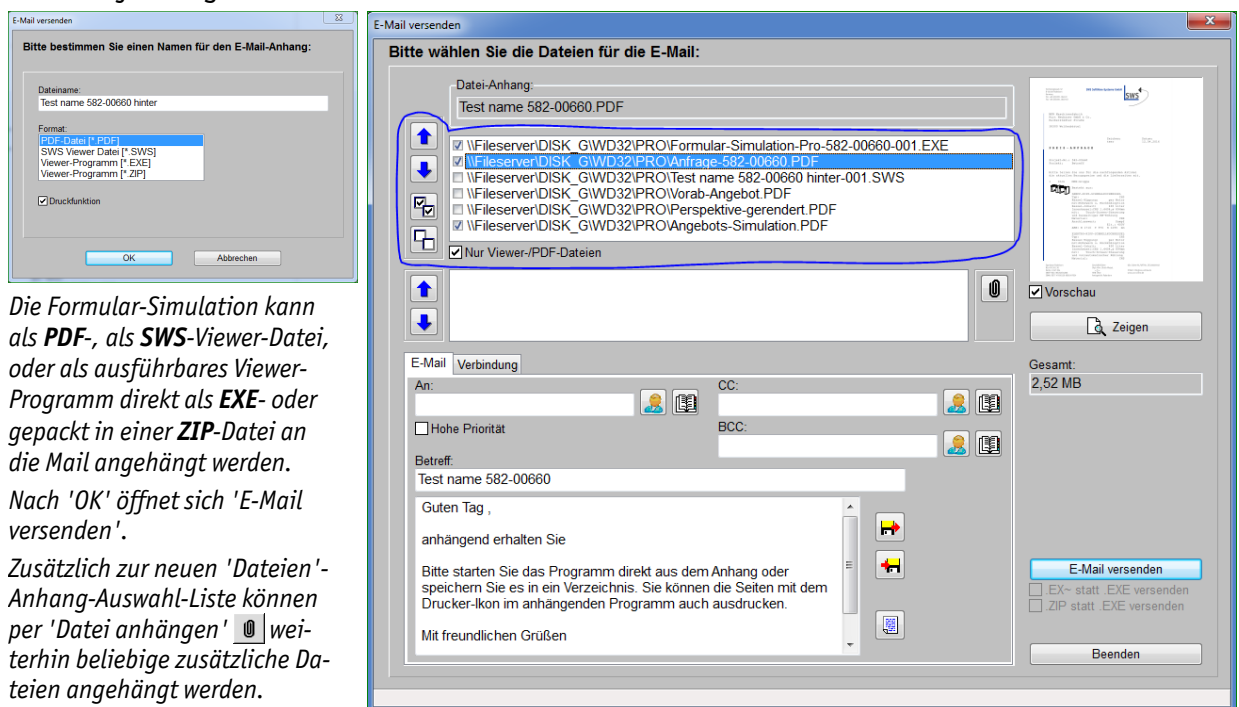 E-Mail versenden
Bitte bestimmen Sie einen Namen für den E-Mail-Anhang:
Dateiname:
Test name 582-00660 hinter
Format:
PDF-Datei [*.PDF]
SWS Viewer Datei [*.SWS]
Viewer-Programm [*.EXE]
Viewer-Programm [*.ZIP]
Druckfunktion
OK
Abbrechen
Die Formular-Simulation kann
als PDF-, als SWS-Viewer-Datei,
oder als ausführbares Viewer-
Programm direkt als EXE- oder
gepackt in einer ZIP-Datei an
die Mail angehängt werden.
Nach 'OK' öffnet sich 'E-Mail
versenden'.
Zusätzlich zur neuen 'Dateien'-
Anhang-Auswahl-Liste können
per 'Datei anhängen' wei-
terhin beliebige zusätzliche Da-
teien angehängt werden.
E-Mail versenden
Bitte wählen Sie die Dateien für die E-Mail:
Datei-Anhang:
Test name 582-00660.PDF
\\Fileserver\DISK_G\WD32\PRO\Formular-Simulation-Pro-582-00660-001.EXE
\\Fileserver\DISK_G\WD32\PRO\Anfrage-582-00660.PDF
\\Fileserver\DISK_G\WD32\PRO\Test name 582-00660 hinter-001.SWS
\\Fileserver\DISK_G\WD32\PRO\Vorab-Angebot.PDF
\\Fileserver\DISK_G\WD32\PRO\Perspektive-gerendert.PDF
\\Fileserver\DISK_G\WD32\PRO\Angebots-Simulation.PDF
Nur Viewer-/PDF-Dateien
SWS
Vorschau
Zeigen
Gesamt:
2,52 MB
E-Mail
Verbindung
An:
CC:
Hohe Priorität
BCC:
Betreff:
Test name 582-00660
Guten Tag ,
anhängend erhalten Sie
Bitte starten Sie das Programm direkt aus dem Anhang oder
speichern Sie es in ein Verzeichnis. Sie können die Seiten mit dem
Drucker-Ikon im anhängenden Programm auch ausdrucken.
Mit freundlichen Grüßen
E-Mail versenden
.EX~ statt .EXE versenden
.ZIP statt .EXE versenden
Beenden